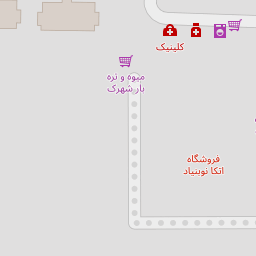 کلینیک
میوه و تره
بار شهرک
فروشگاه
اتکا نوبنیاد